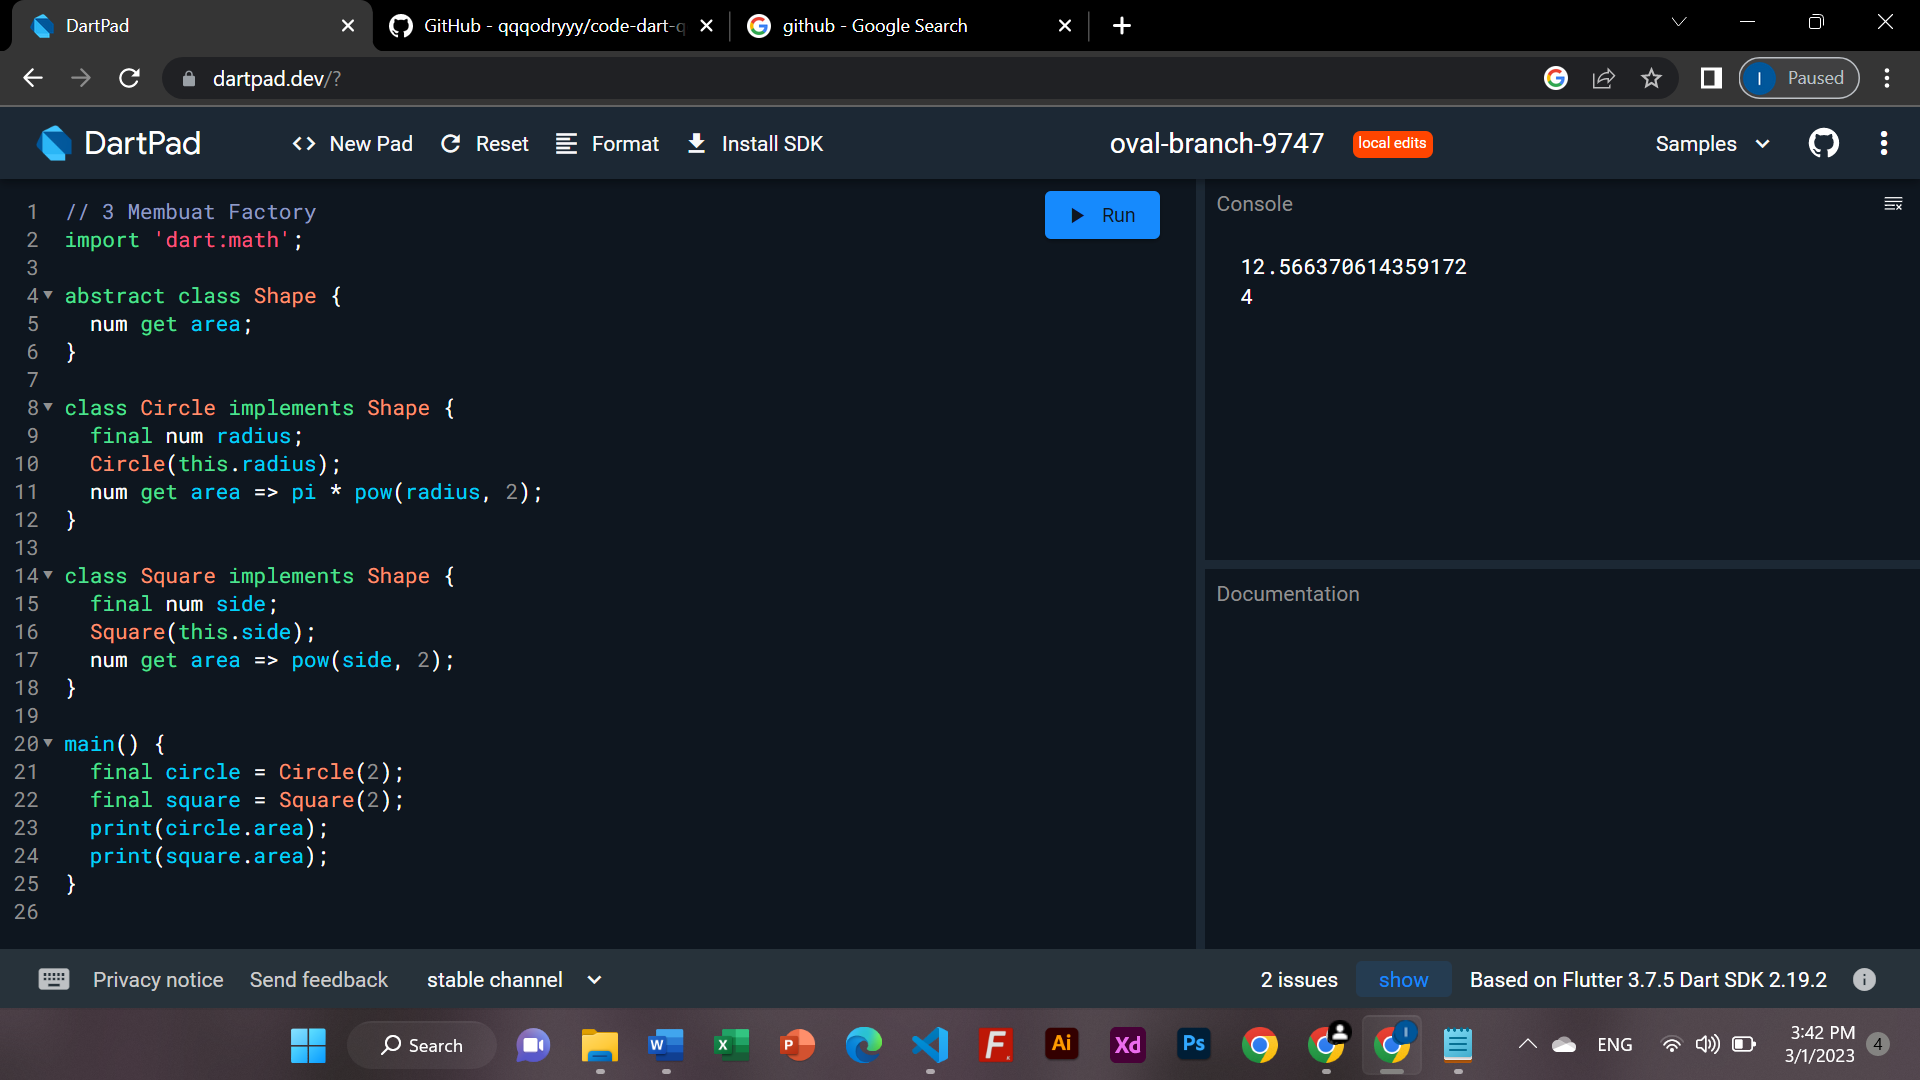 DartPad
GitHub - qqqodryyy/code-dart-q
github - Google Search
dartpad.dev/?
I
Paused
DartPad
<> New Pad
Reset
Format
Install SDK
oval-branch-9747
local edits
Samples
1 // 3 Membuat Factory
2 import 'dart:math';
3
4 abstract class Shape {
5 num get area;
6 }
7
8 class Circle implements Shape {
9 final num radius;
10 Circle(this.radius);
11 num get area => pi * pow(radius, 2);
12 }
13
14 class Square implements Shape {
15 final num side;
16 Square(this.side);
17 num get area => pow(side, 2);
18 }
19
20 main() {
21 final circle = Circle(2);
22 final square = Square(2);
23 print(circle.area);
24 print(square.area);
25 }
26
Run
Console
12.566370614359172
4
Documentation
Privacy notice
Send feedback
stable channel
2 issues
show
Based on Flutter 3.7.5 Dart SDK 2.19.2
i
Search
W
X
P
F
Ai
Xd
Ps
I
ENG
3:42 PM
3/1/2023
4